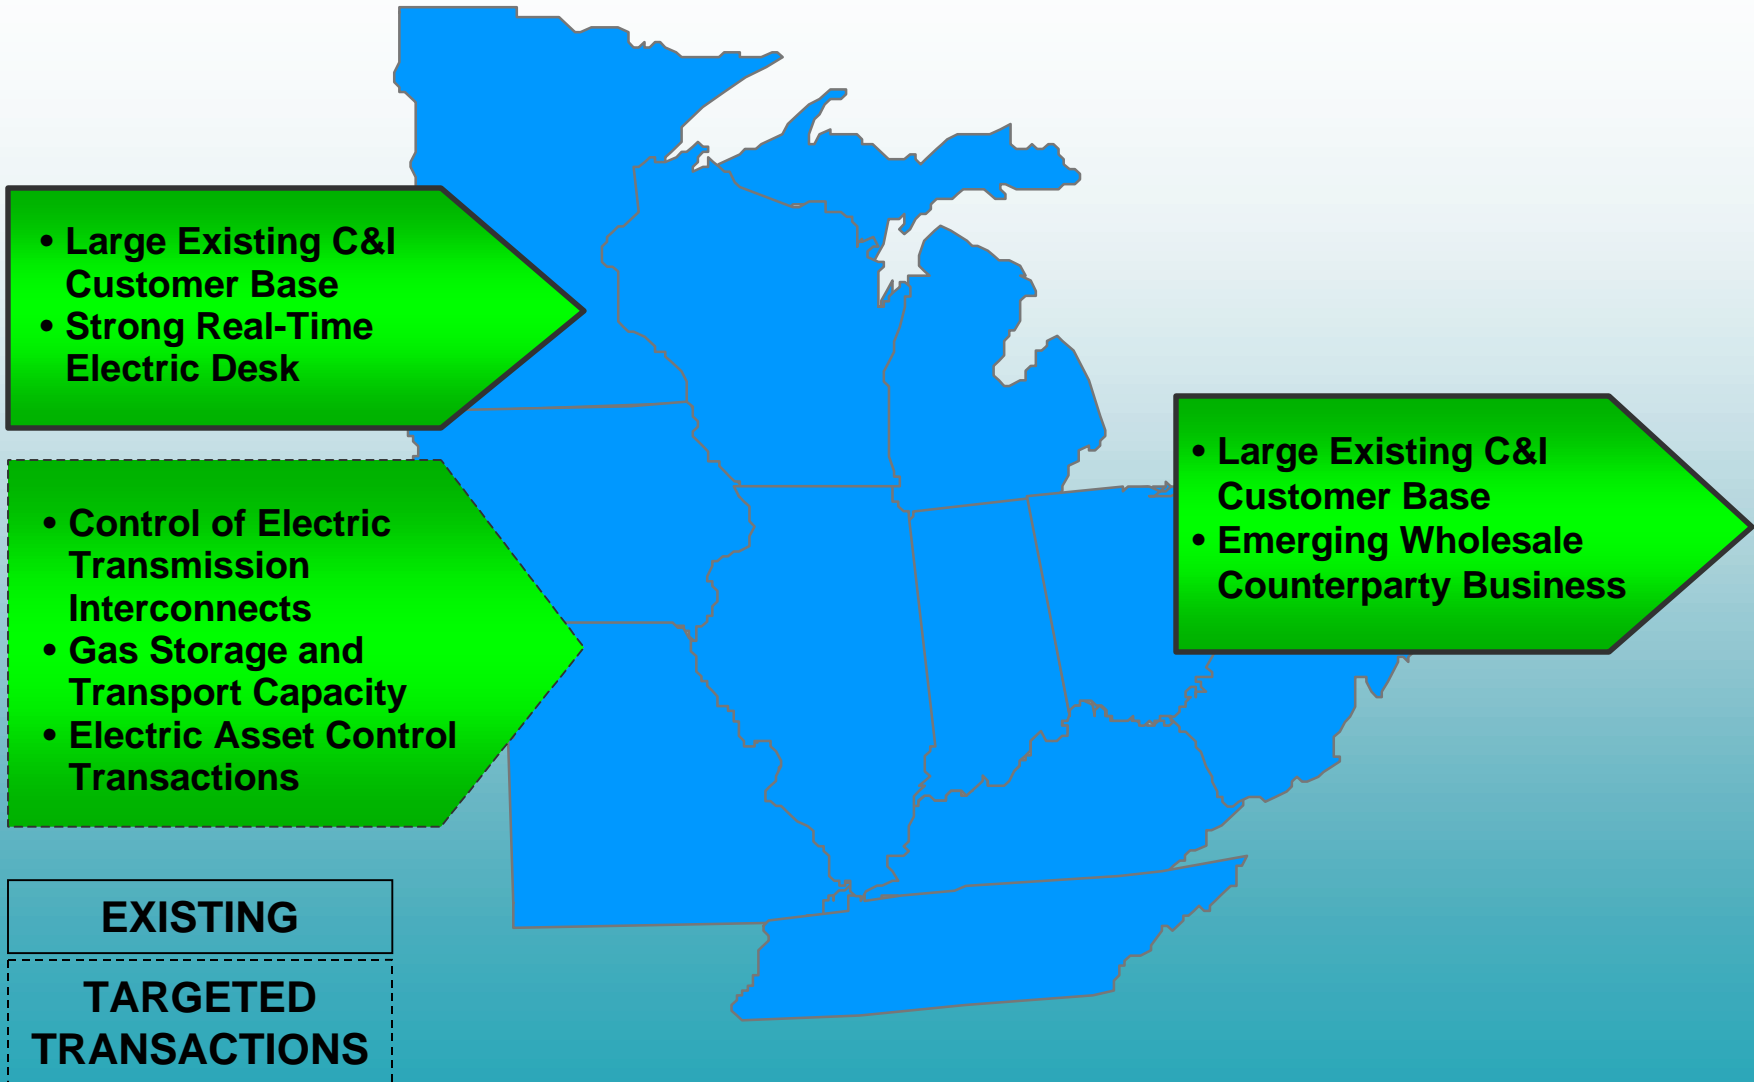 • Large Existing C&I
Customer Base
• Strong Real-Time
Electric Desk
• Control of Electric
Transmission
Interconnects
• Gas Storage and
Transport Capacity
• Electric Asset Control
Transactions
• Large Existing C&I
Customer Base
• Emerging Wholesale
Counterparty Business
EXISTING
TARGETED
TRANSACTIONS